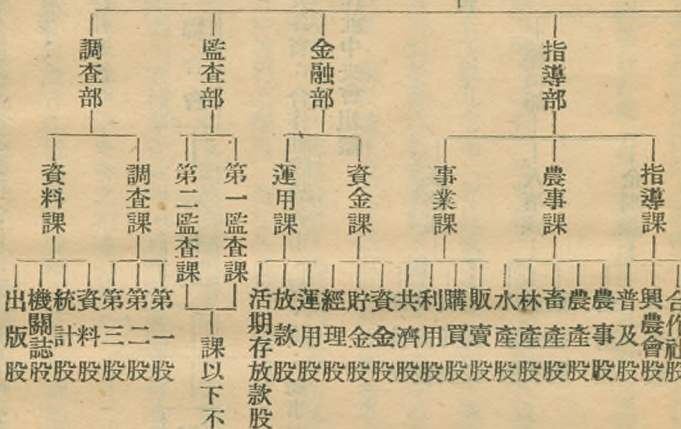 指導部
金融部
監査部
調査部
指導課
農事課
事業課
資金課
運用課
第一監査課
第二監査課
調査課
資料課
合作社
興農會股
普及股
農事股
農產股
畜產股
林產股
水產股
販賣股
購買股
利用股
共濟股
資金股
貯金股
經理股
運用股
放款股
活期存放款股
課以下不
第一股
第二股
第三股
資料股
統計股
機關誌股
出版股